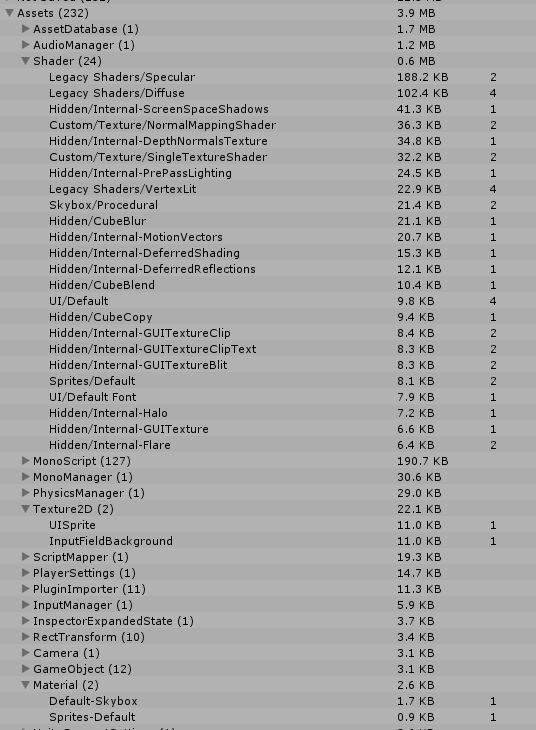 Assets (232) 3.9 MB
AssetDatabase (1) 1.7 MB
AudioManager (1) 1.2 MB
Shader (24) 0.6 MB
Legacy Shaders/Specular 188.2 KB 2
Legacy Shaders/Diffuse 102.4 KB 4
Hidden/Internal-ScreenSpaceShadows 41.3 KB 1
Custom/Texture/NormalMappingShader 36.3 KB 2
Hidden/Internal-DepthNormalsTexture 34.8 KB 1
Custom/Texture/SingleTextureShader 32.2 KB 2
Hidden/Internal-PrePassLighting 24.5 KB 1
Legacy Shaders/VertexLit 22.9 KB 4
Skybox/Procedural 21.4 KB 2
Hidden/CubeBlur 21.1 KB 1
Hidden/Internal-MotionVectors 20.7 KB 1
Hidden/Internal-DeferredShading 15.3 KB 1
Hidden/Internal-DeferredReflections 12.1 KB 1
Hidden/CubeBlend 10.4 KB 1
UI/Default 9.8 KB 4
Hidden/CubeCopy 9.4 KB 1
Hidden/Internal-GUITextureClip 8.4 KB 2
Hidden/Internal-GUITextureClipText 8.3 KB 2
Hidden/Internal-GUITextureBlit 8.3 KB 2
Sprites/Default 8.1 KB 2
UI/Default Font 7.9 KB 1
Hidden/Internal-Halo 7.2 KB 1
Hidden/Internal-GUITexture 6.6 KB 1
Hidden/Internal-Flare 6.4 KB 2
MonoScript (127) 190.7 KB
MonoManager (1) 30.6 KB
PhysicsManager (1) 29.0 KB
Texture2D (2) 22.1 KB
UISprite 11.0 KB 1
InputFieldBackground 11.0 KB 1
ScriptMapper (1) 19.3 KB
PlayerSettings (1) 14.7 KB
PluginImporter (11) 11.3 KB
InputManager (1) 5.9 KB
InspectorExpandedState (1) 3.7 KB
RectTransform (10) 3.4 KB
Camera (1) 3.1 KB
GameObject (12) 3.1 KB
Material (2) 2.6 KB
Default-Skybox 1.7 KB 1
Sprites-Default 0.9 KB 1